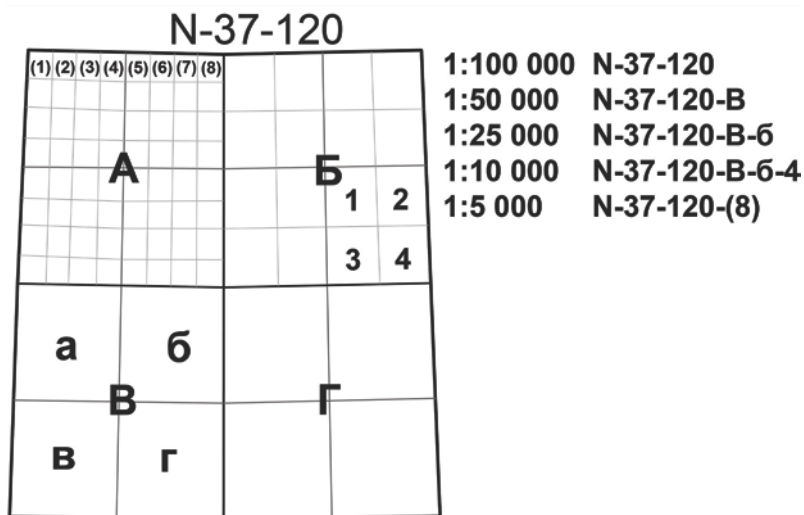 N-37-120
(1) (2) (3) (4) (5) (6) (7) (8)
А
Б
1 2
3 4
а б
В
Г
в г
1:100 000 N-37-120
1:50 000 N-37-120-В
1:25 000 N-37-120-В-б
1:10 000 N-37-120-В-б-4
1:5 000 N-37-120-(8)